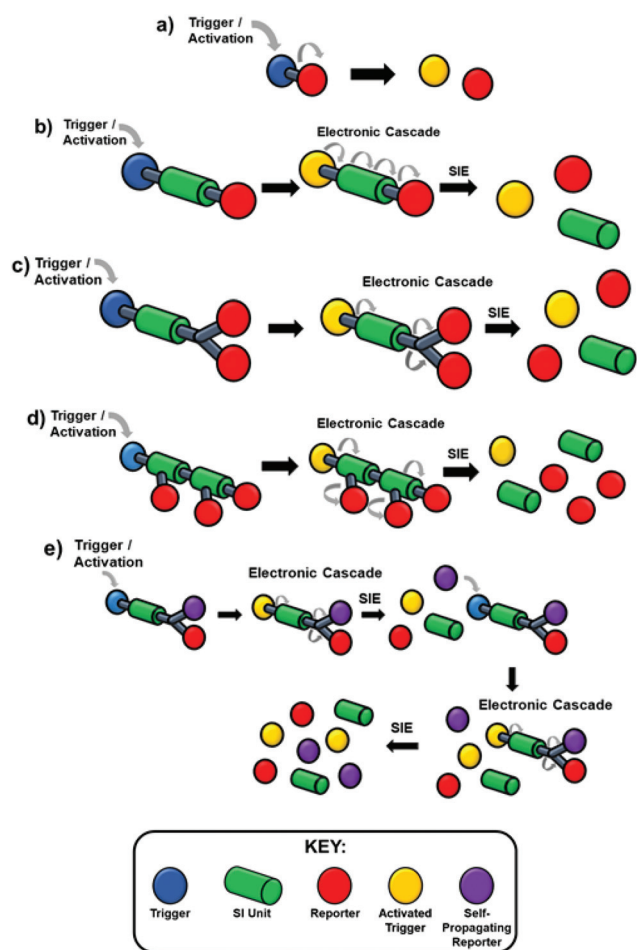 Trigger /
Activation
a)
b)
Trigger /
Activation
Electronic Cascade
SIE
c)
Trigger /
Activation
Electronic Cascade
SIE
d)
Trigger /
Activation
Electronic Cascade
SIE
e)
Trigger /
Activation
Electronic Cascade
SIE
Electronic Cascade
SIE
KEY:
Trigger
SI Unit
Reporter
Activated
Trigger
Self-
Propagating
Reporter